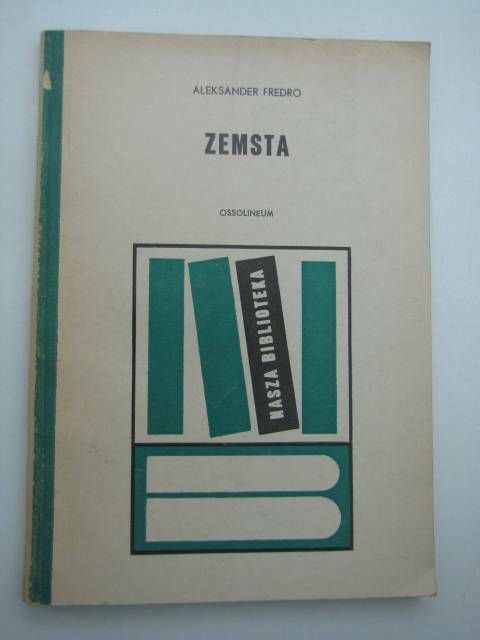 ALEKSANDER FREDRO
ZEMSTA
OSSOLINEUM
NASZA BIBLIOTEKA